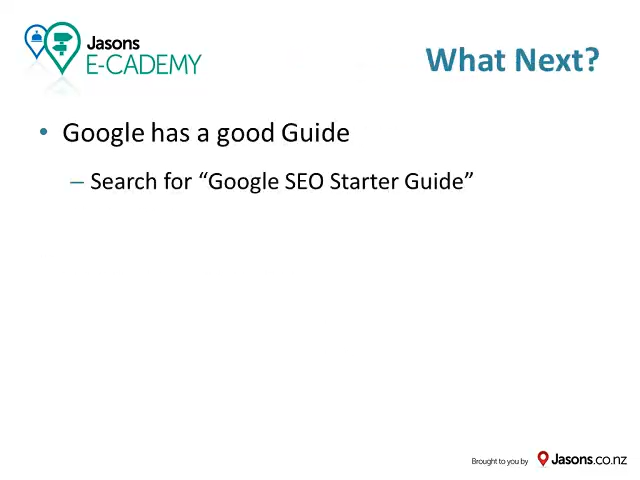 Jasons
E-CADEMY
What Next?
• Google has a good Guide
– Search for “Google SEO Starter Guide”
Brought to you by Jasons.co.nz